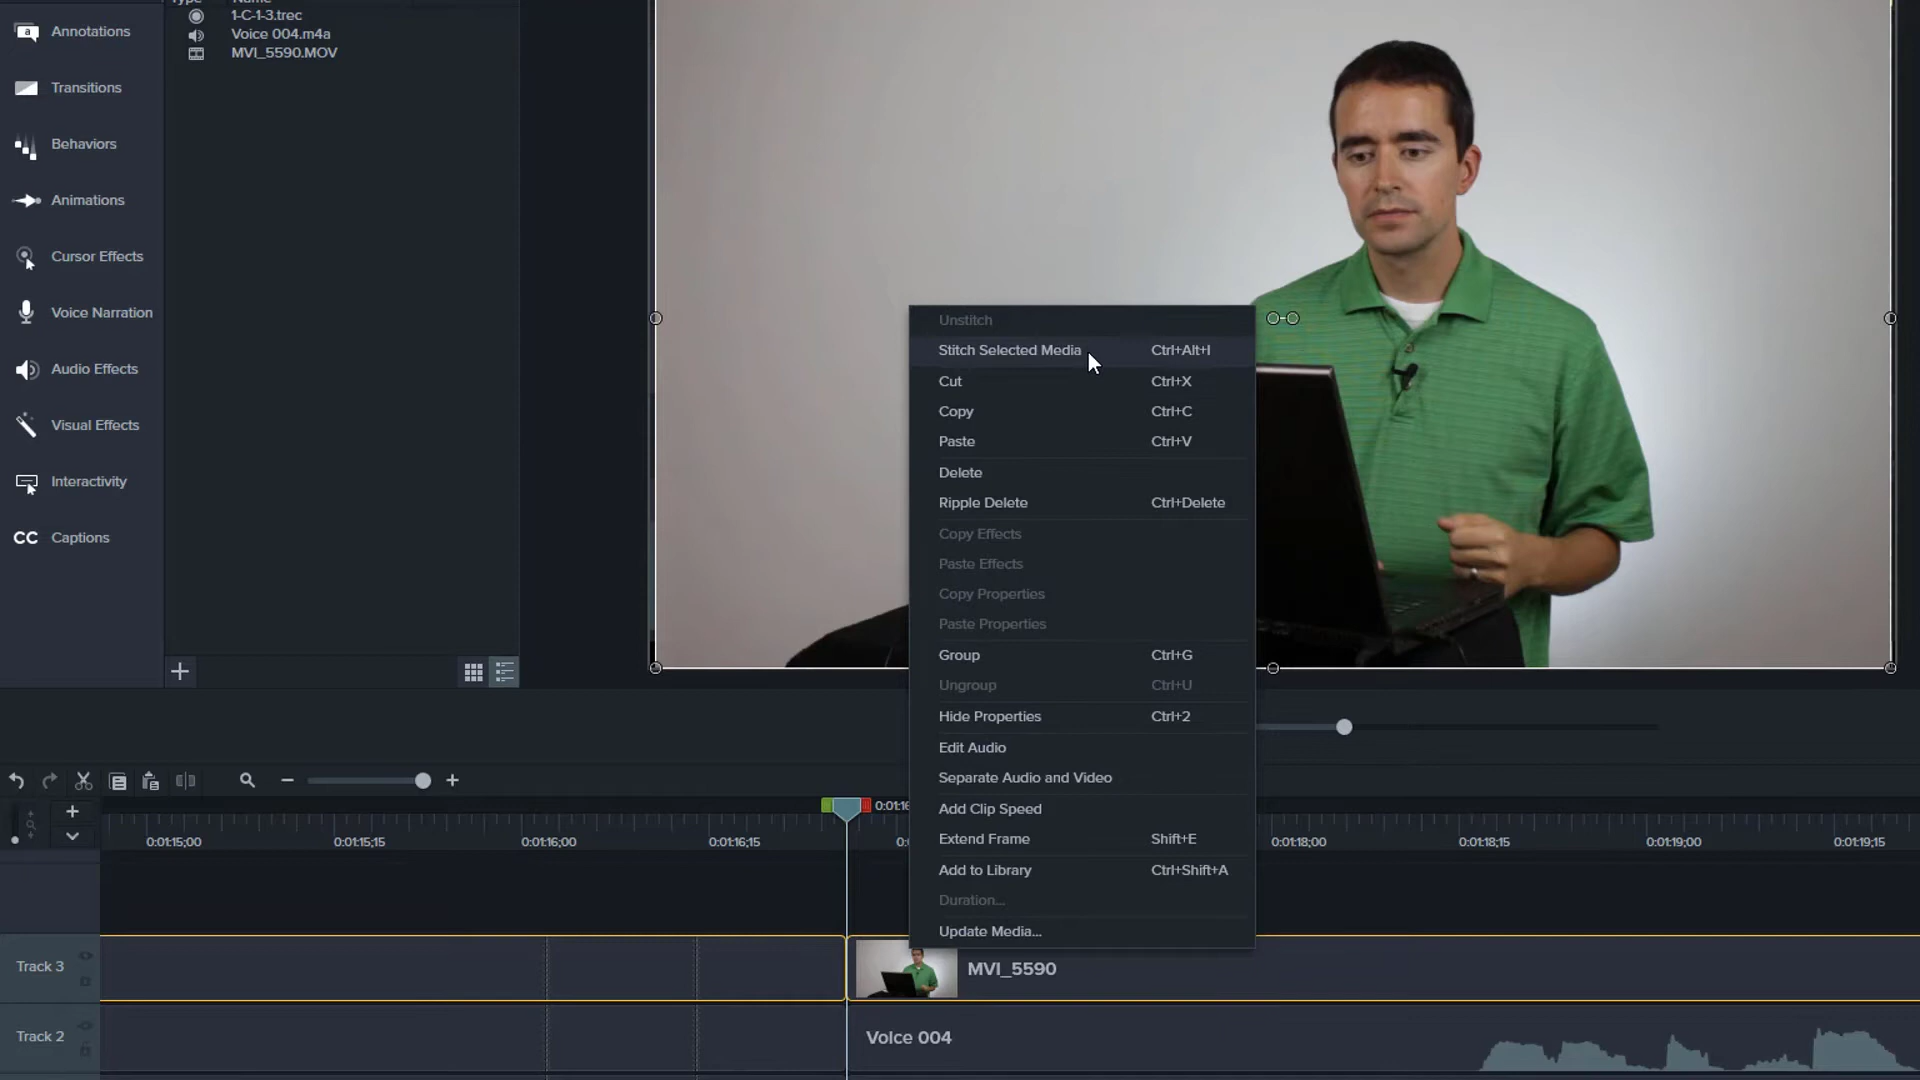 Name
1-C-1-3.trec
Voice 004.m4a
MVI_5590.MOV
Annotations
Transitions
Behaviors
Animations
Cursor Effects
Voice Narration
Audio Effects
Visual Effects
Interactivity
CC Captions
Unstitch
Stitch Selected Media Ctrl+Alt+I
Cut Ctrl+X
Copy Ctrl+C
Paste Ctrl+V
Delete
Ripple Delete Ctrl+Delete
Copy Effects
Paste Effects
Copy Properties
Paste Properties
Group Ctrl+G
Ungroup Ctrl+U
Hide Properties Ctrl+2
Edit Audio
Separate Audio and Video
Add Clip Speed
Extend Frame Shift+E
Add to Library Ctrl+Shift+A
Duration...
Update Media...
0:01:15;00 0:01:15;15 0:01:16;00 0:01:16;15 0:01:18;00 0:01:18;15 0:01:19;00 0:01:19;15
Track 3
MVI_5590
Track 2
Voice 004